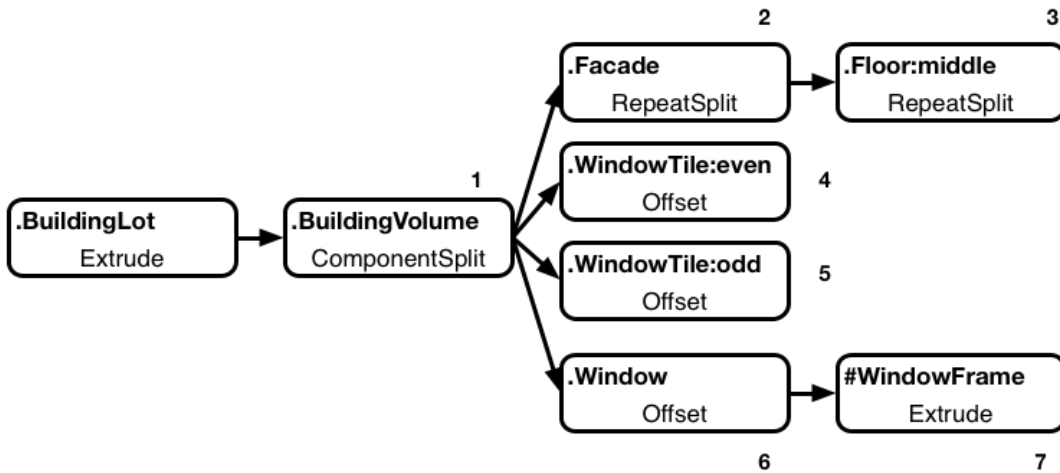 2
3
.Facade
RepeatSplit
.Floor:middle
RepeatSplit
1
.WindowTile:even
Offset
4
.BuildingLot
Extrude
.BuildingVolume
ComponentSplit
.WindowTile:odd
Offset
5
.Window
Offset
#WindowFrame
Extrude
6
7